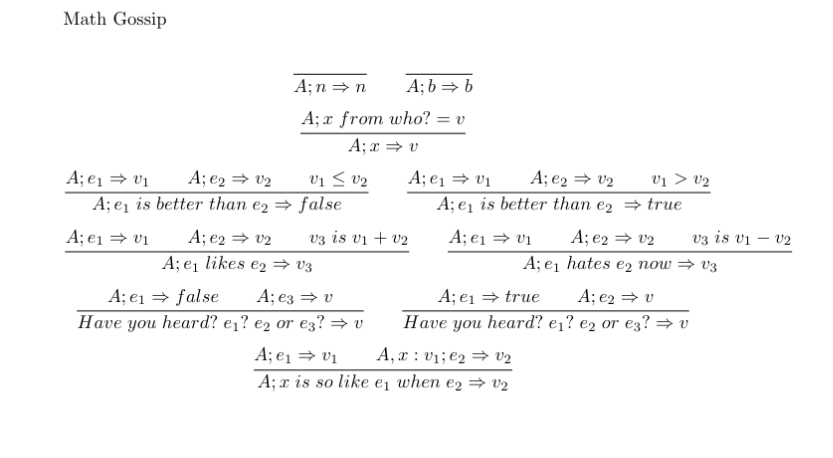 Math Gossip
A; n ⇒ n A; b ⇒ b
A; x from who? = v
A; x ⇒ v
A; e₁ ⇒ v₁ A; e₂ ⇒ v₂ v₁ ≤ v₂ A; e₁ ⇒ v₁ A; e₂ ⇒ v₂ v₁ > v₂
A; e₁ is better than e₂ ⇒ false A; e₁ is better than e₂ ⇒ true
A; e₁ ⇒ v₁ A; e₂ ⇒ v₂ v₃ is v₁ + v₂ A; e₁ ⇒ v₁ A; e₂ ⇒ v₂ v₃ is v₁ − v₂
A; e₁ likes e₂ ⇒ v₃ A; e₁ hates e₂ now ⇒ v₃
A; e₁ ⇒ false A; e₃ ⇒ v A; e₁ ⇒ true A; e₂ ⇒ v
Have you heard? e₁? e₂ or e₃? ⇒ v Have you heard? e₁? e₂ or e₃? ⇒ v
A; e₁ ⇒ v₁ A, x : v₁; e₂ ⇒ v₂
A; x is so like e₁ when e₂ ⇒ v₂